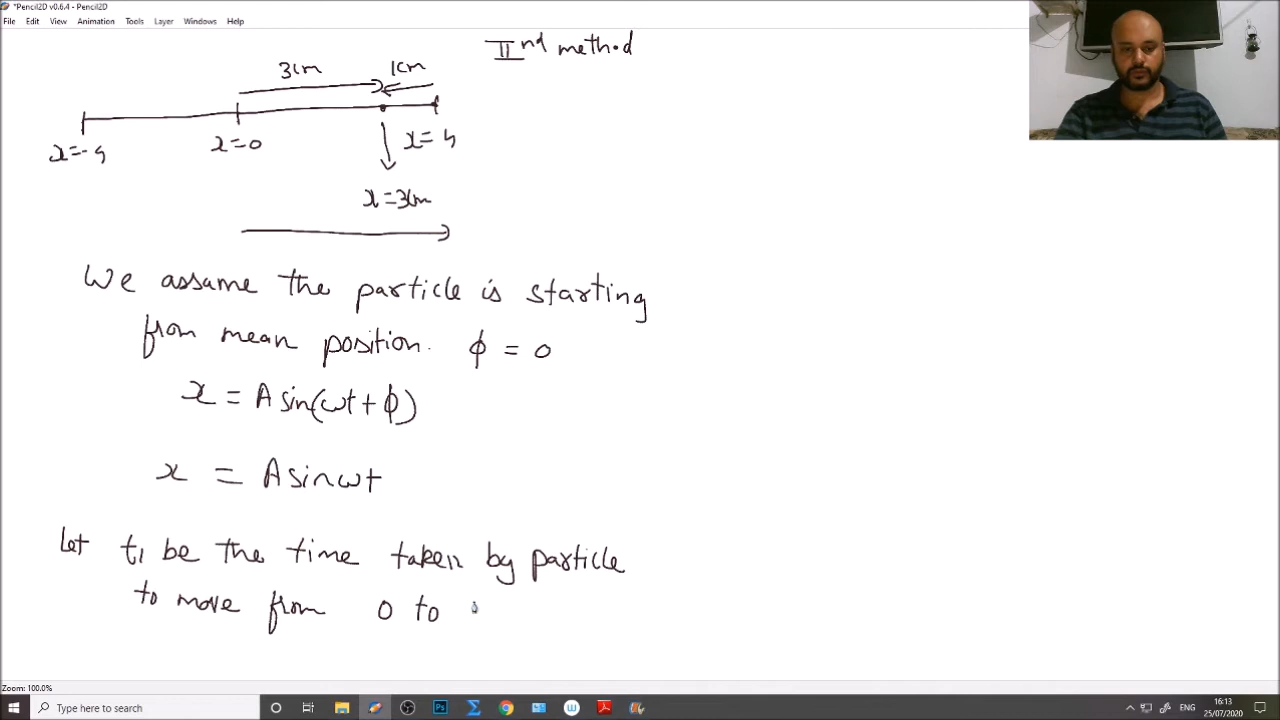 *Pencil2D v0.6.4 - Pencil2D
File Edit View Animation Tools Layer Windows Help
IInd method
3cm 1cm
x=-4 x=0 x=4
x=3cm
We assume the particle is starting
from mean position. ϕ = 0
x = A sin(ωt + ϕ)
x = A sinωt
Let t1 be the time taken by particle
to move from 0 to
Zoom: 100.0%
Type here to search
16:13
25/07/2020